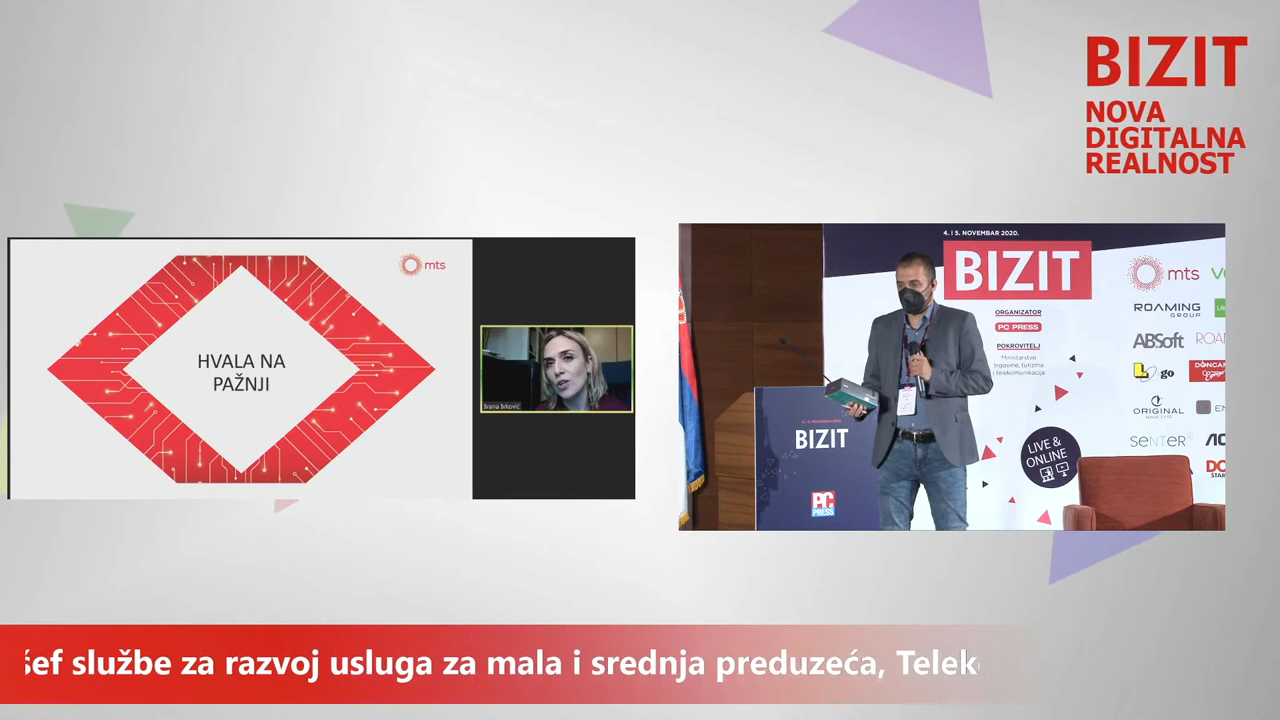 BIZIT
NOVA
DIGITALNA
REALNOST
mts
HVALA NA
PAŽNJI
Ivana Ivković
4. I 5. NOVEMBAR 2020.
BIZIT
ORGANIZATOR
PC PRESS
POKROVITELJ
Ministarstvo
trgovine, turizma
i telekomunikacija
mts
ROAMING
GROUP
ABSoft
ROAM
L go
ORIGINAL
SENTER
LIVE &
ONLINE
BIZIT
PC
PRESS
šef službe za razvoj usluga za mala i srednja preduzeća, Telek